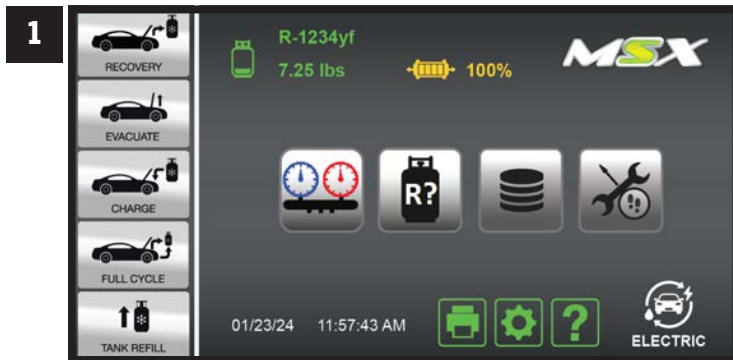 1
RECOVERY
EVACUATE
CHARGE
FULL CYCLE
TANK REFILL
R-1234yf
7.25 lbs
100%
MSX
R?
01/23/24 11:57:43 AM
?
ELECTRIC